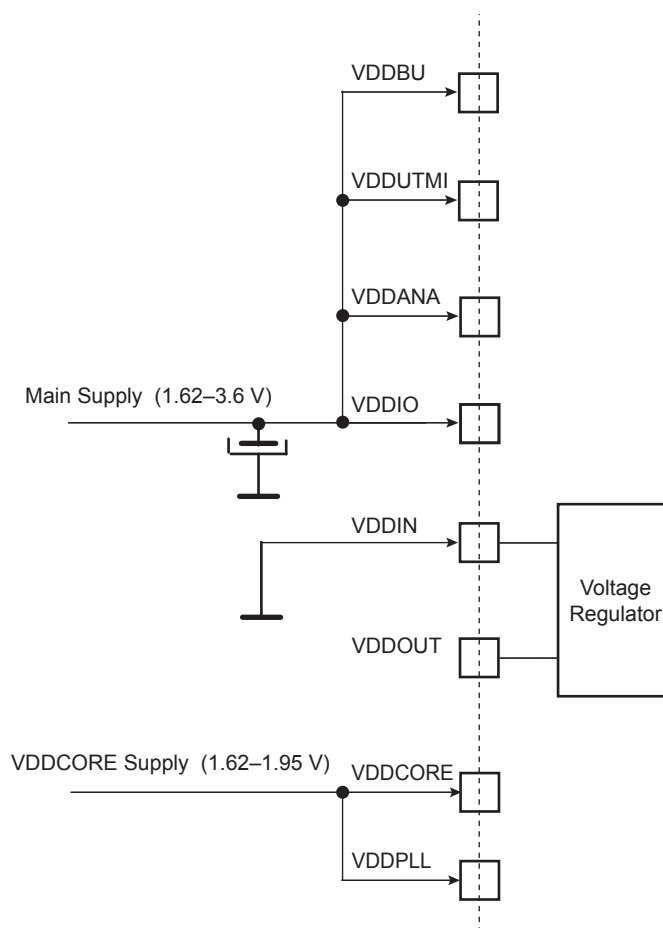 VDDBU
VDDUTMI
VDDANA
Main Supply (1.62–3.6 V)
VDDIO
VDDIN
Voltage
Regulator
VDDOUT
VDDCORE Supply (1.62–1.95 V)
VDDCORE
VDDPLL